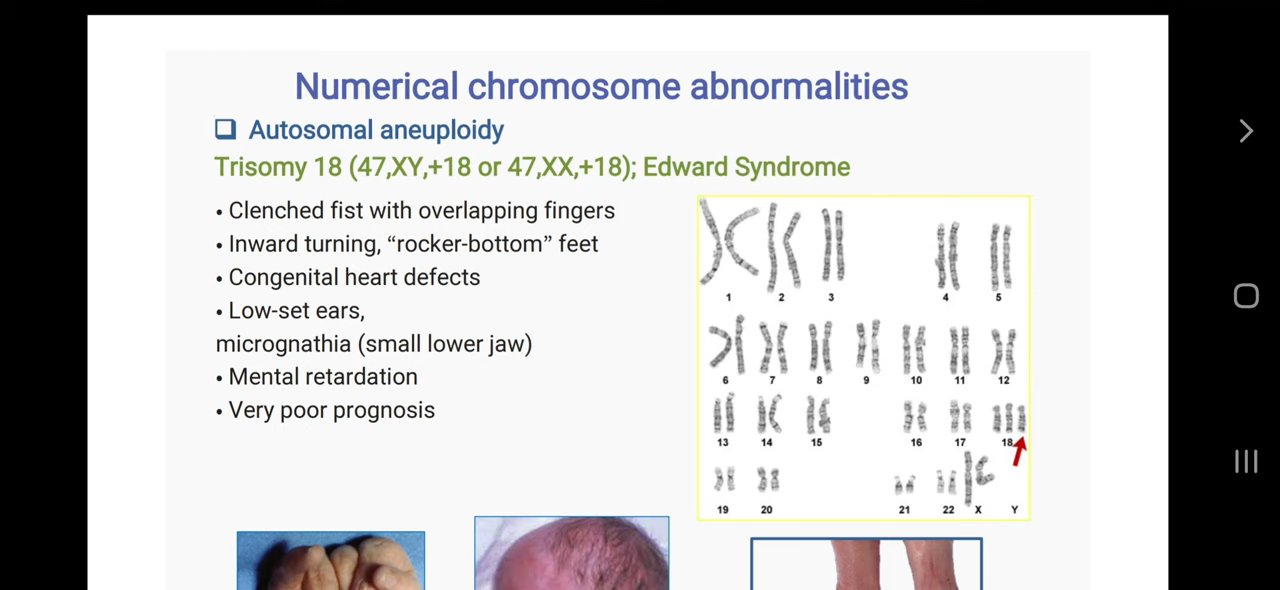 Numerical chromosome abnormalities
Autosomal aneuploidy
Trisomy 18 (47,XY,+18 or 47,XX,+18); Edward Syndrome
• Clenched fist with overlapping fingers
• Inward turning, “rocker-bottom” feet
• Congenital heart defects
• Low-set ears,
micrognathia (small lower jaw)
• Mental retardation
• Very poor prognosis
1 2 3 4 5
6 7 8 9 10 11 12
13 14 15 16 17 18
19 20 21 22 X Y